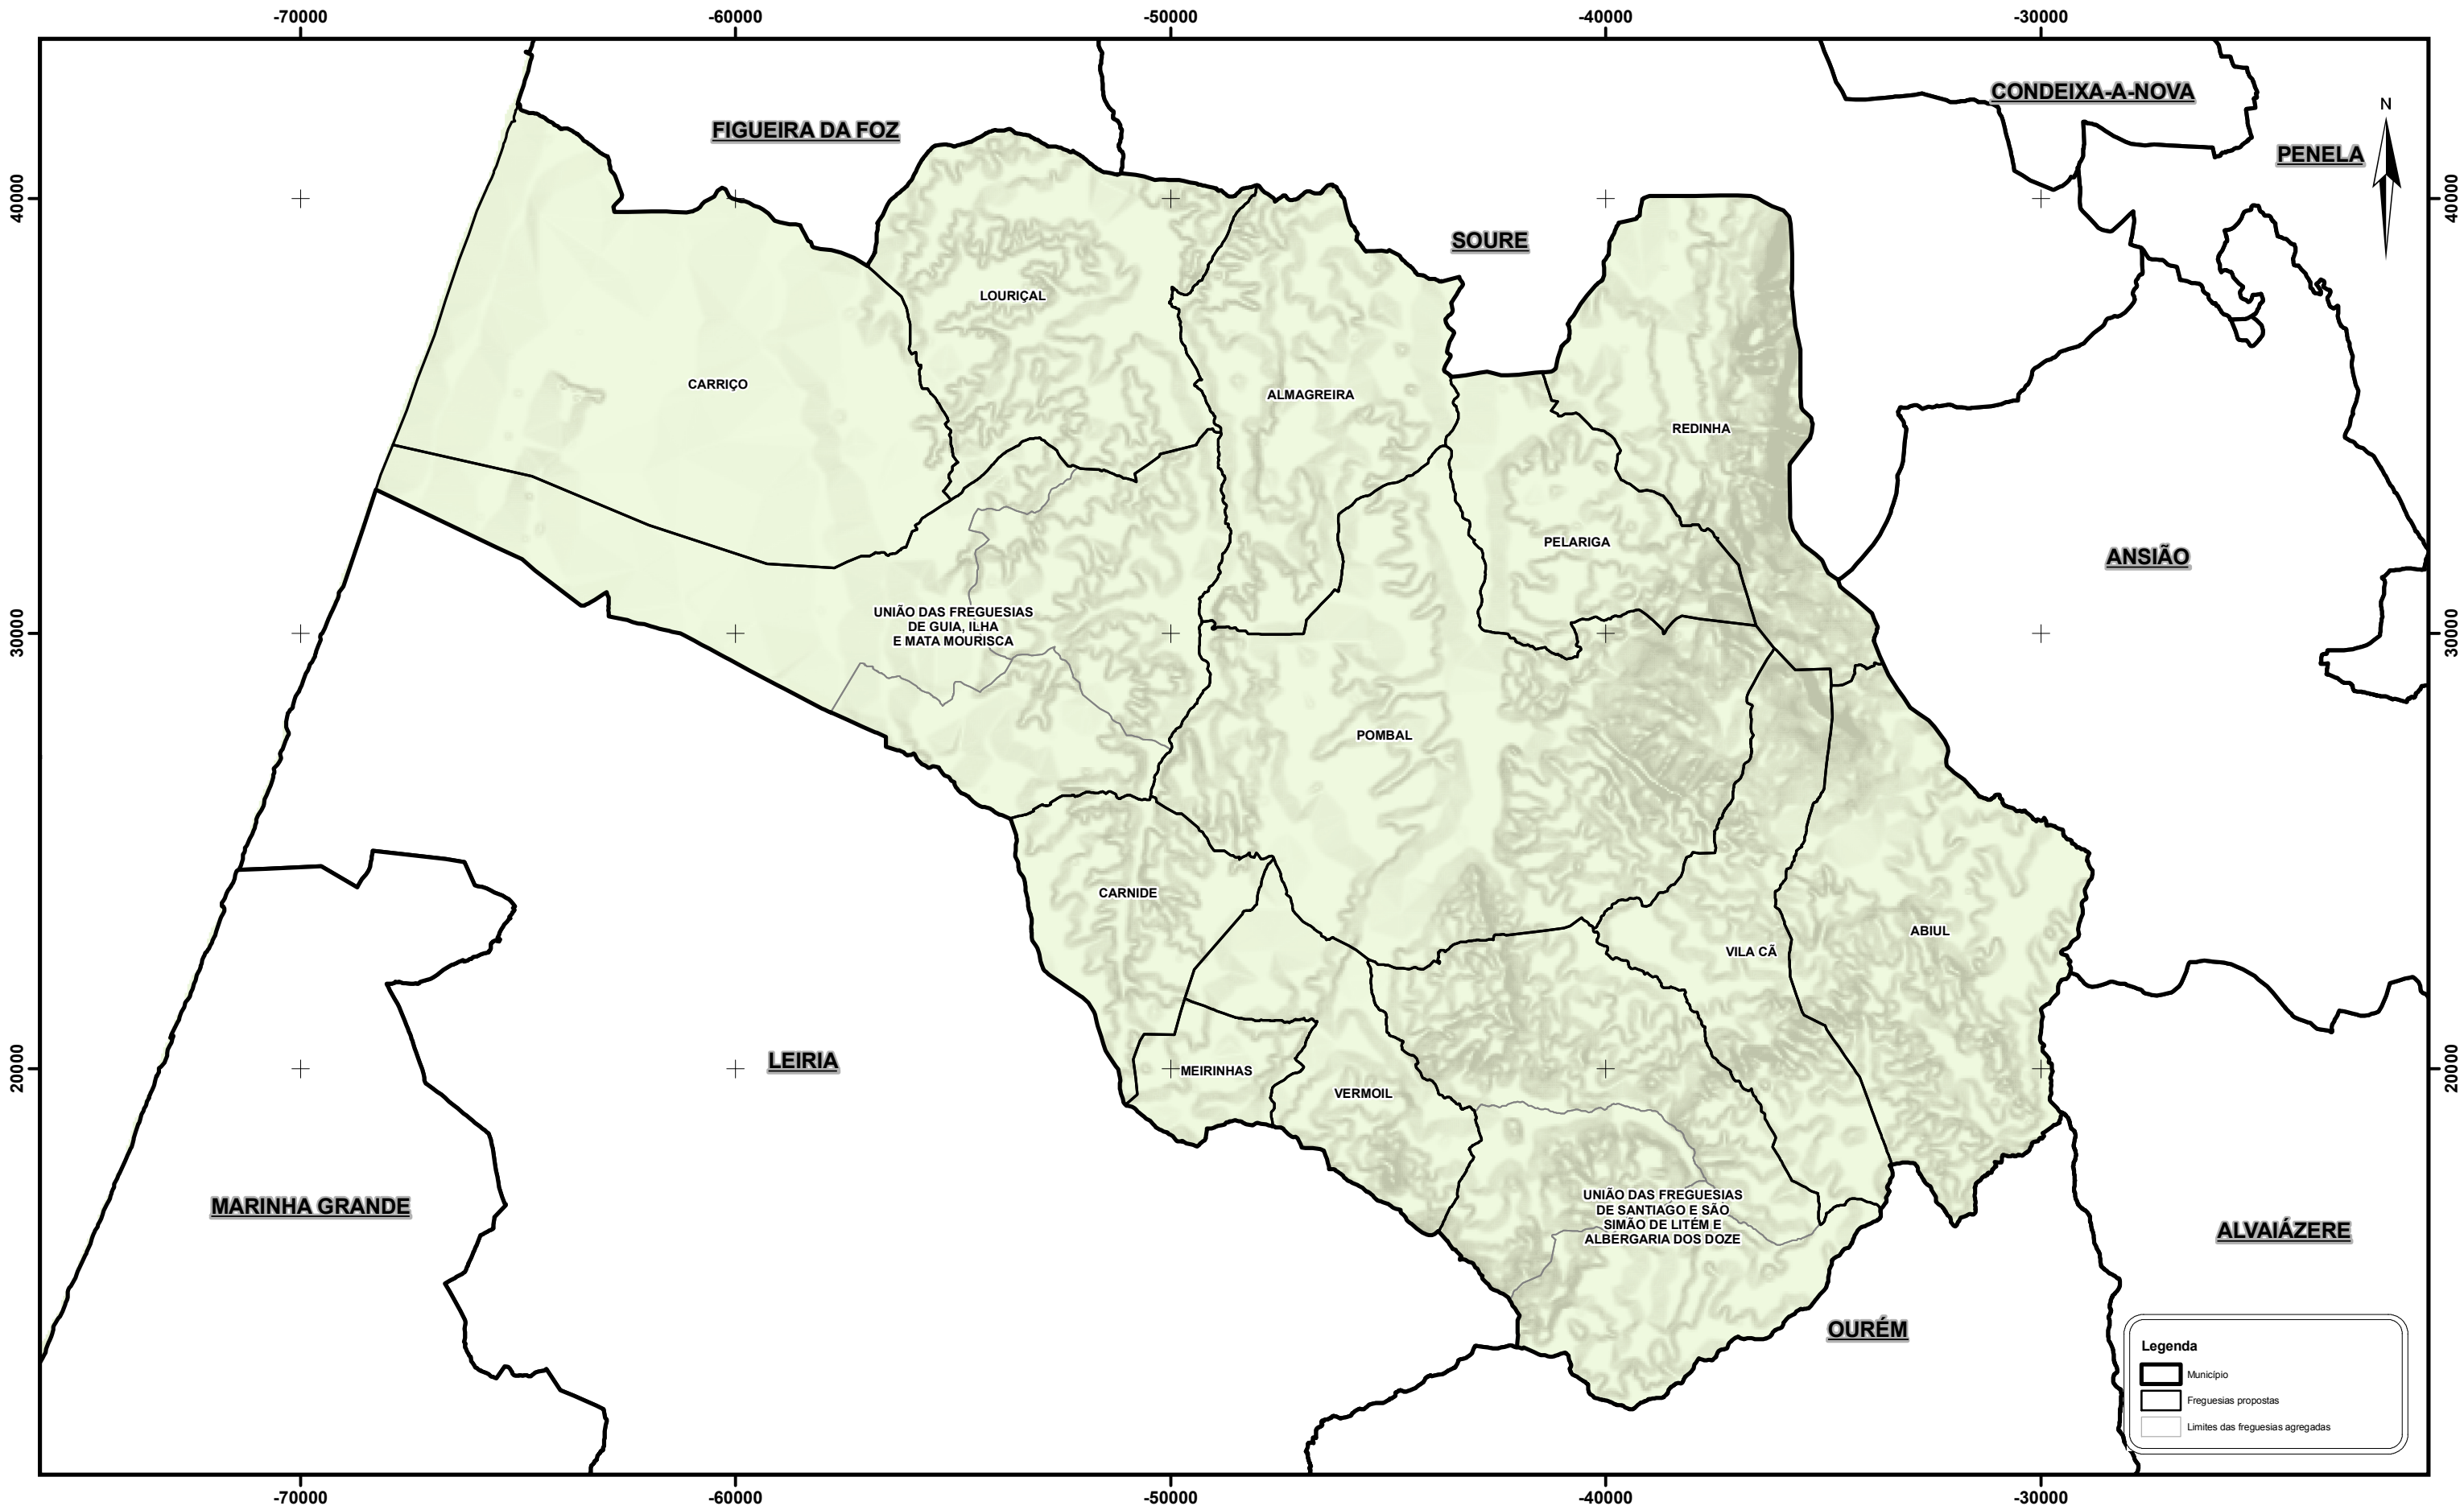 -70000
-60000
-50000
-40000
-30000
CONDEIXA-A-NOVA
N
FIGUEIRA DA FOZ
PENELA
40000
40000
SOURE
LOURIÇAL
CARRIÇO
ALMAGREIRA
REDINHA
PELARIGA
ANSIÃO
UNIÃO DAS FREGUESIAS
DE GUIA, ILHA
E MATA MOURISCA
30000
30000
POMBAL
CARNIDE
ABIUL
VILA CÃ
LEIRIA
20000
20000
MEIRINHAS
VERMOIL
UNIÃO DAS FREGUESIAS
DE SANTIAGO E SÃO
SIMÃO DE LITÉM E
ALBERGARIA DOS DOZE
MARINHA GRANDE
ALVAIÁZERE
OURÉM
Legenda
Município
Freguesias propostas
Limites das freguesias agregadas
-70000
-60000
-50000
-40000
-30000